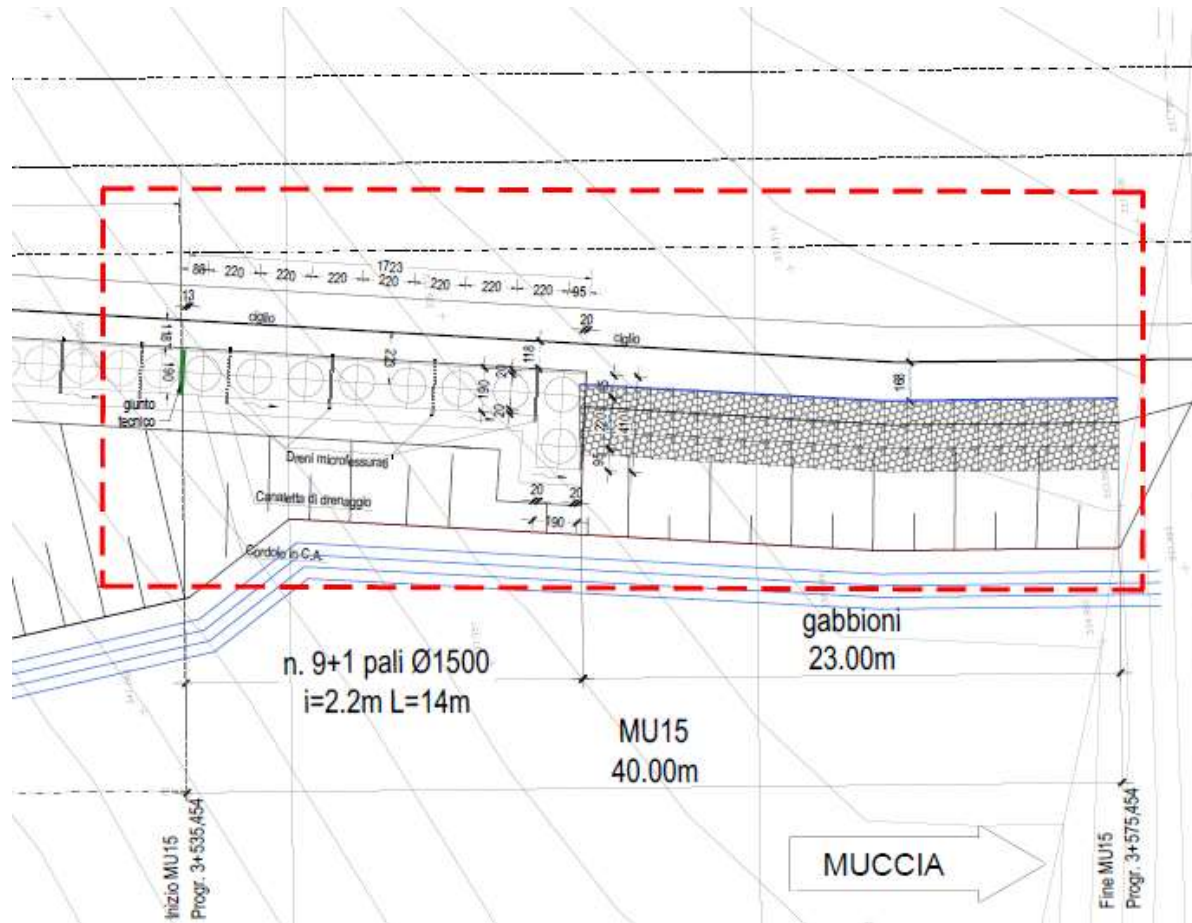 1723
88 220 220 220 220 220 220 220 95
13
ciglio
20
ciglio
118
190
223
190
20
20
118
95
220
95
168
giunto
tecnico
Dreni microfessurati
Canaletta di drenaggio
20
20
190
Cordolo in C.A.
gabbioni
23.00m
n. 9+1 pali Ø1500
i=2.2m L=14m
MU15
40.00m
MUCCIA
Inizio MU15
Progr. 3+535,454
Fine MU15
Progr. 3+575,454